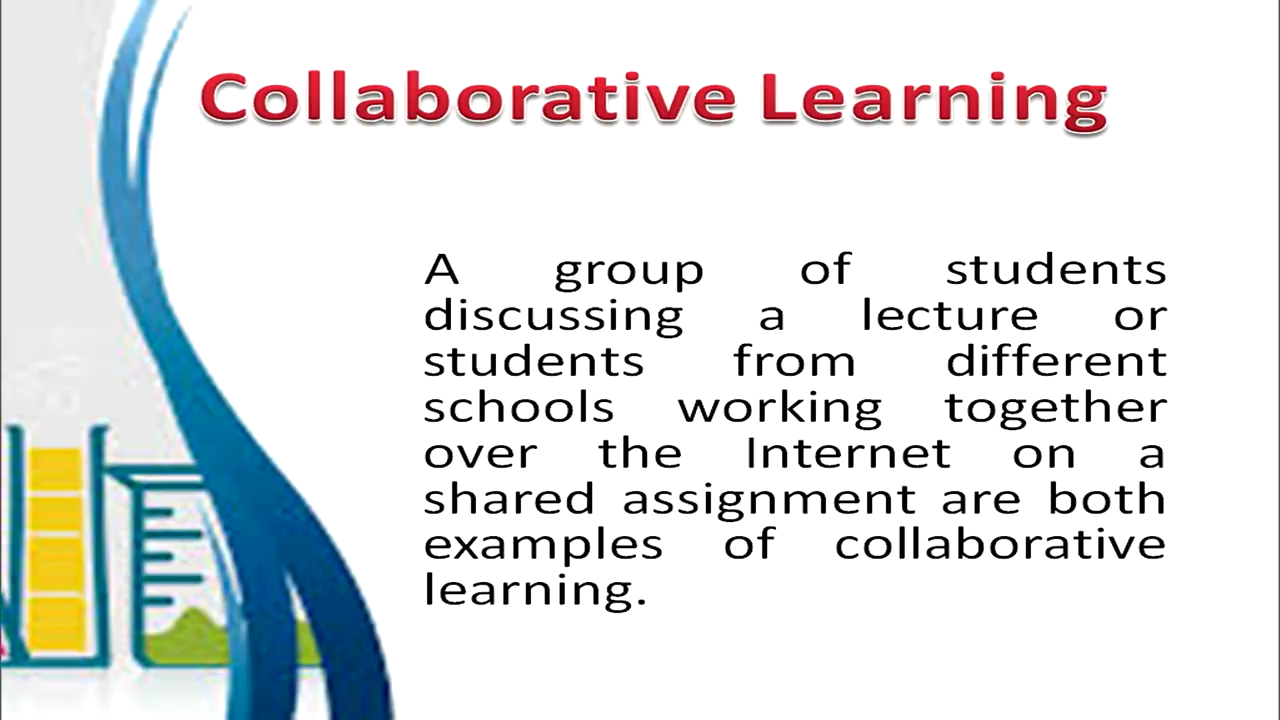 Collaborative Learning
A group of students
discussing a lecture or
students from different
schools working together
over the Internet on a
shared assignment are both
examples of collaborative
learning.